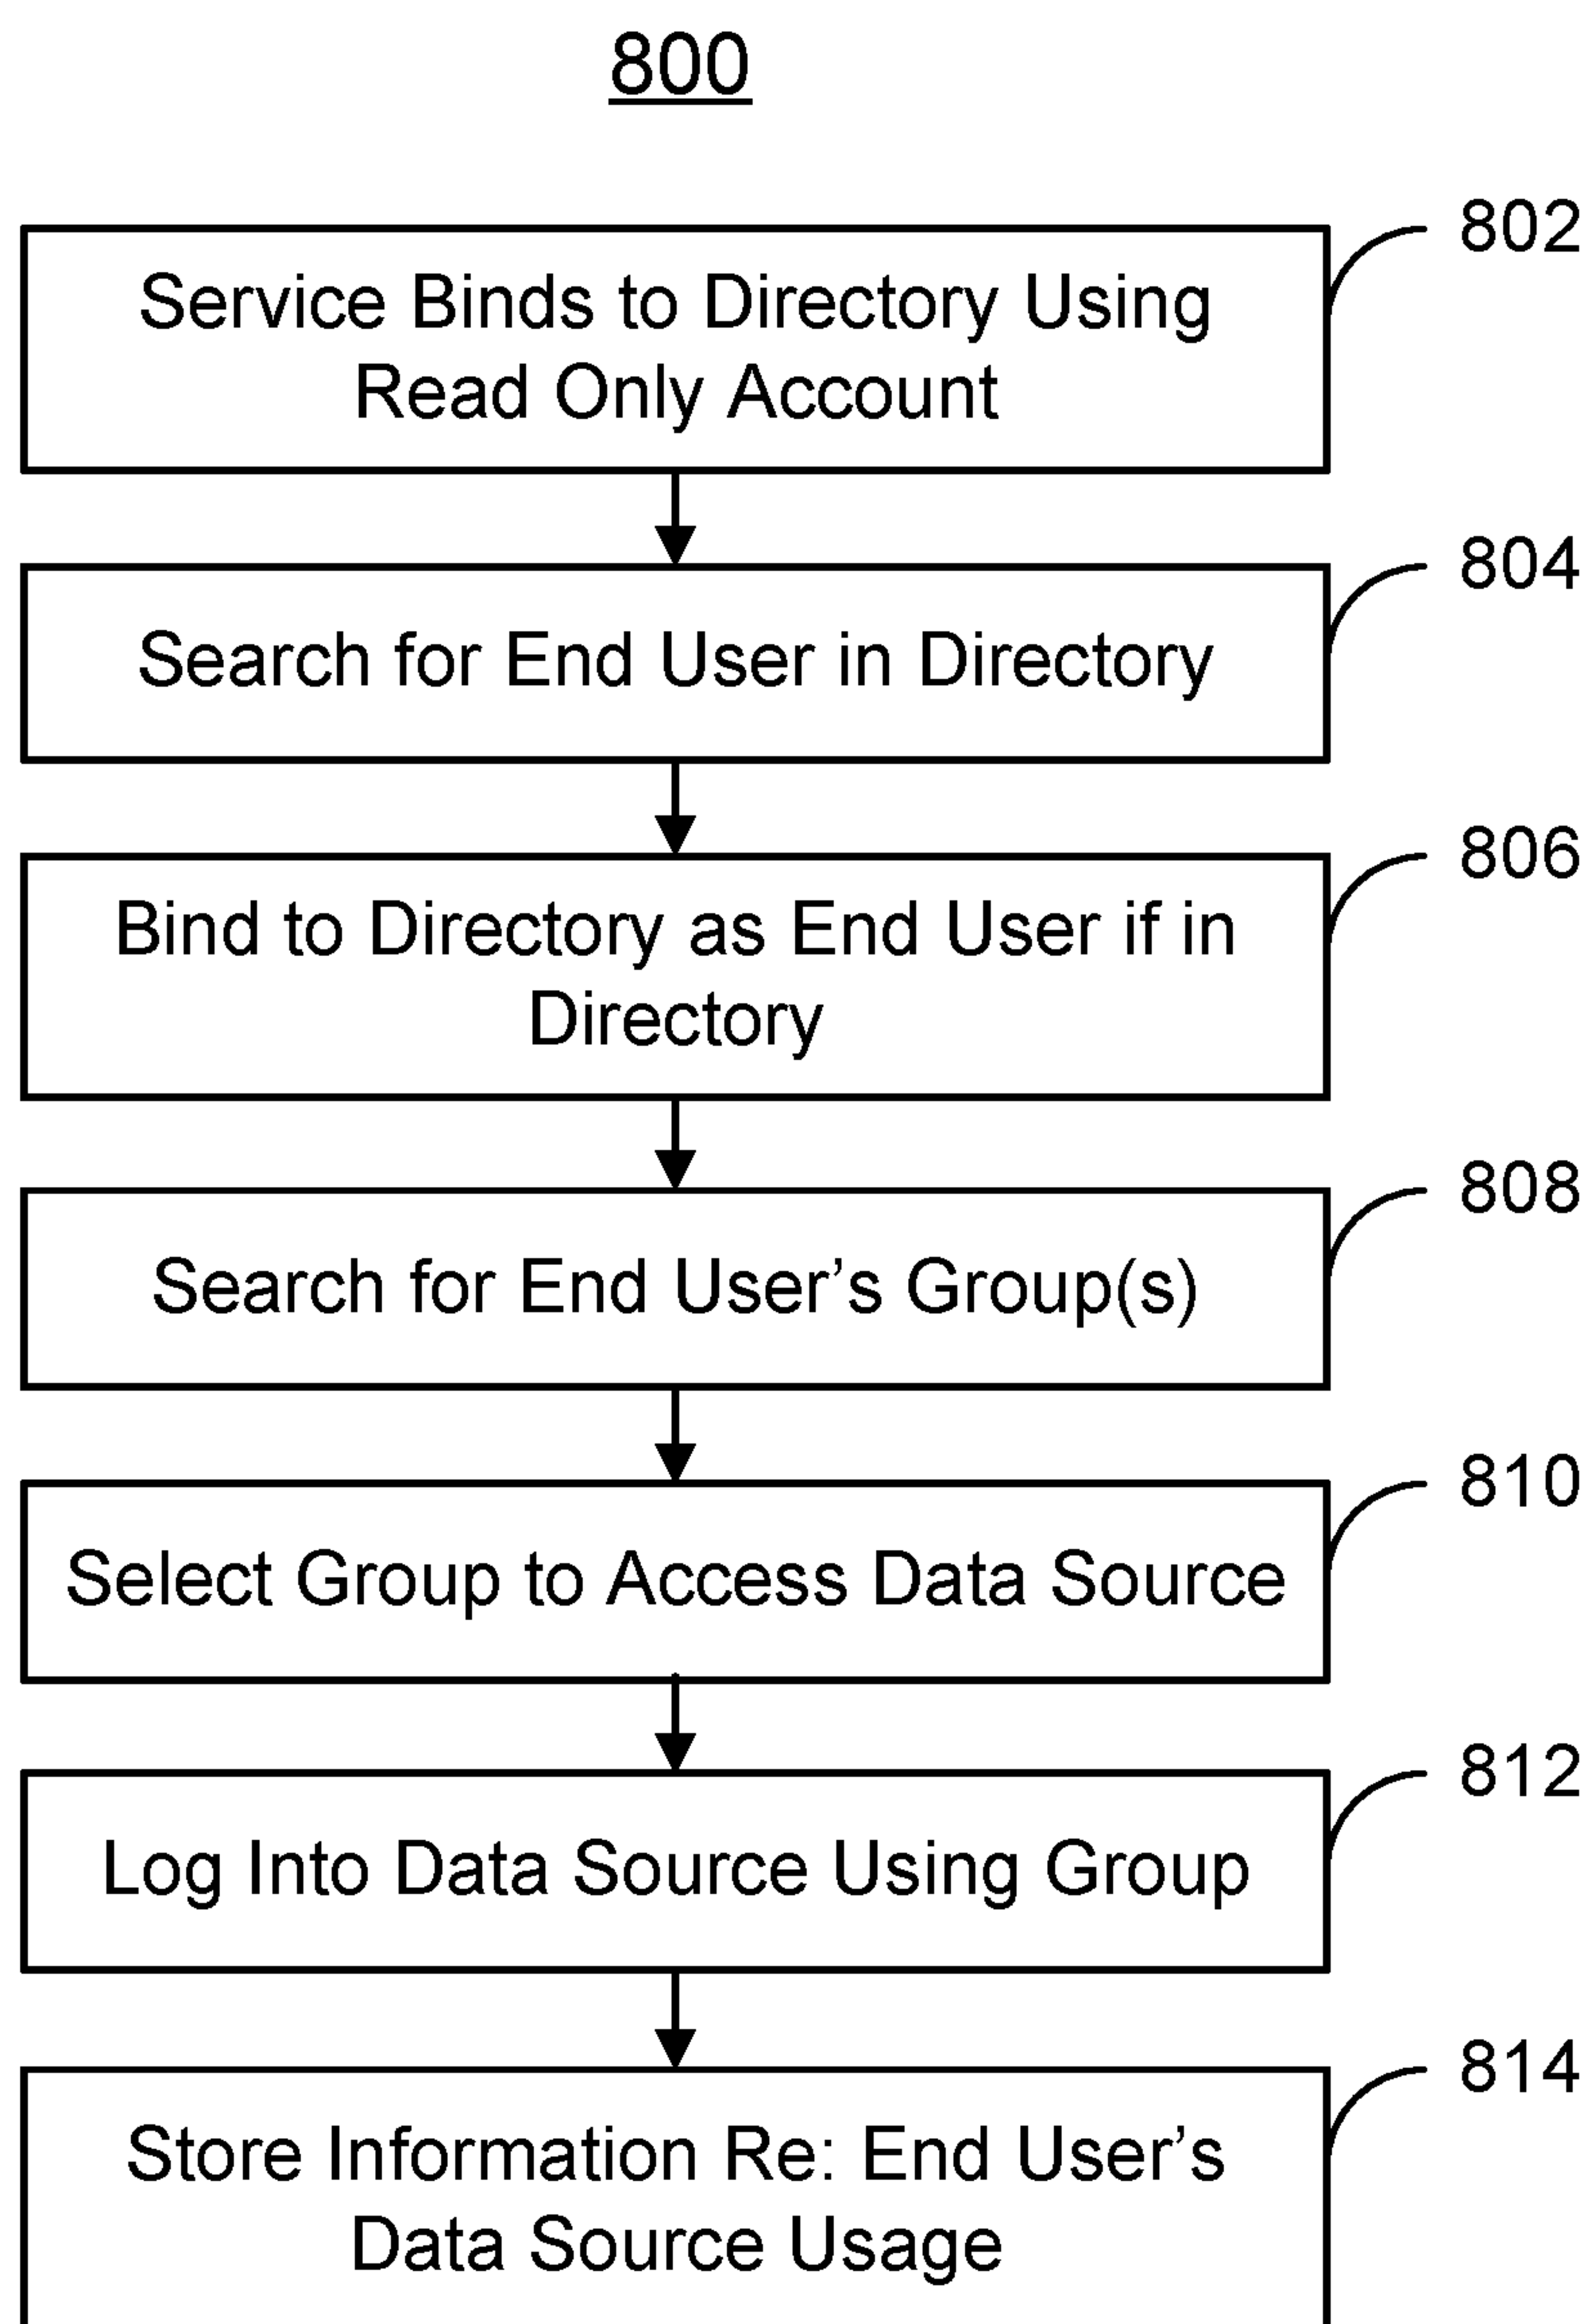 800
802
Service Binds to Directory Using
Read Only Account
804
Search for End User in Directory
806
Bind to Directory as End User if in
Directory
808
Search for End User’s Group(s)
810
Select Group to Access Data Source
812
Log Into Data Source Using Group
814
Store Information Re: End User’s
Data Source Usage